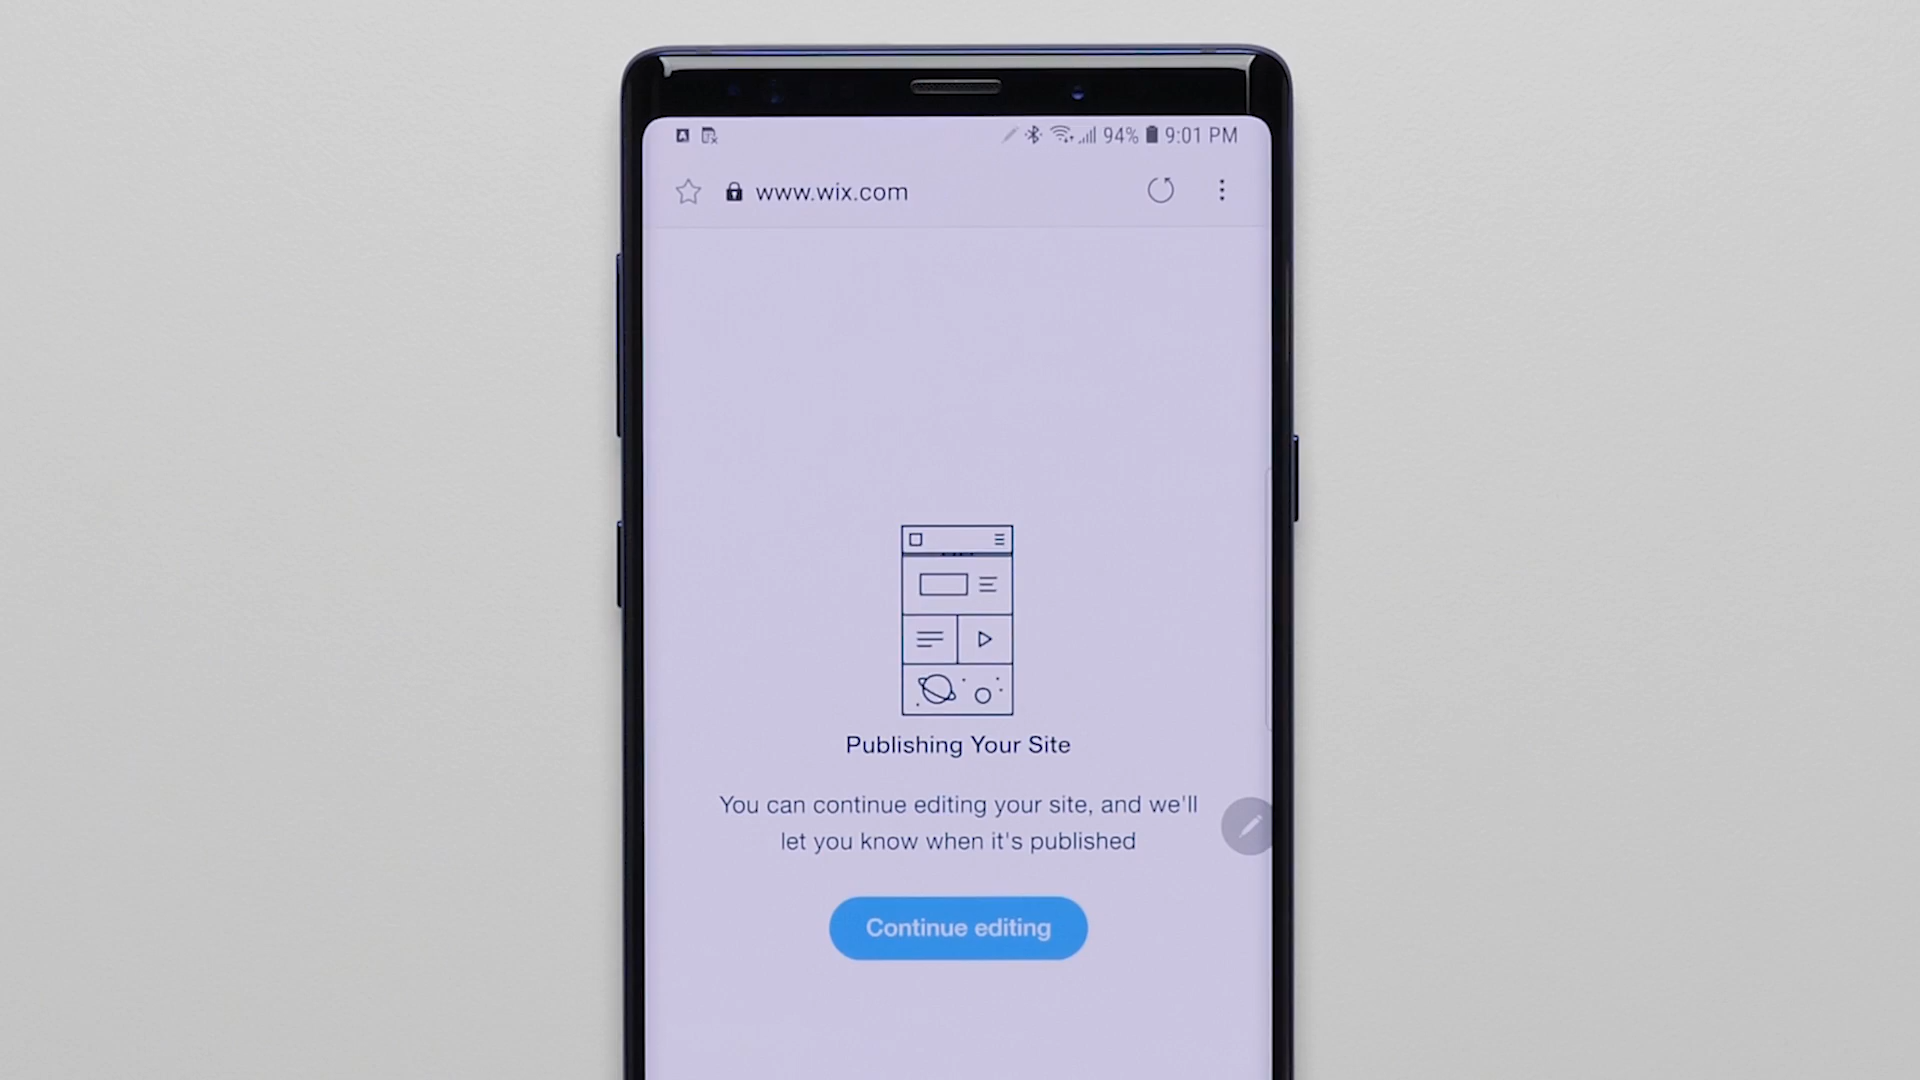 94% 9:01 PM
www.wix.com
Publishing Your Site
You can continue editing your site, and we'll
let you know when it's published
Continue editing